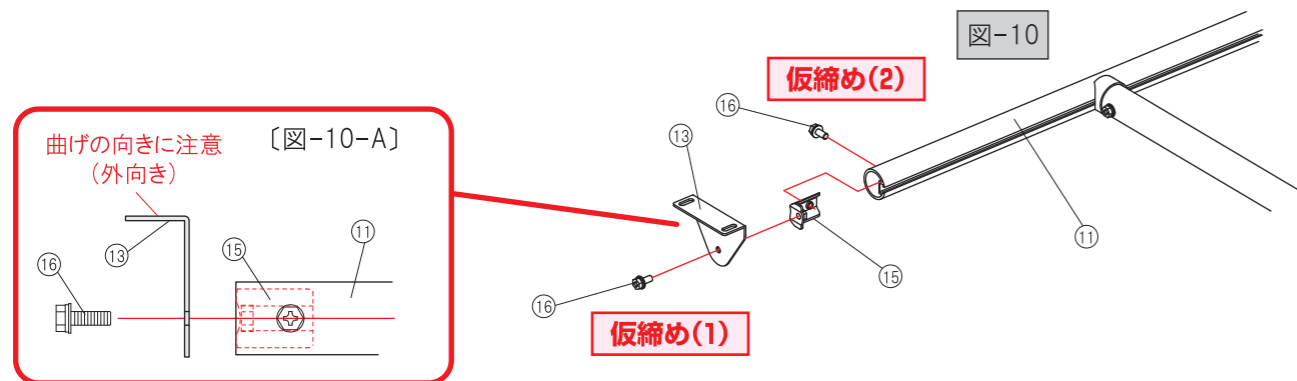 図-10
仮締め(2)
⑯
⑬
⑪
⑮
⑯
仮締め(1)
曲げの向きに注意
(外向き)
〔図-10-A〕
⑬
⑮
⑪
⑯